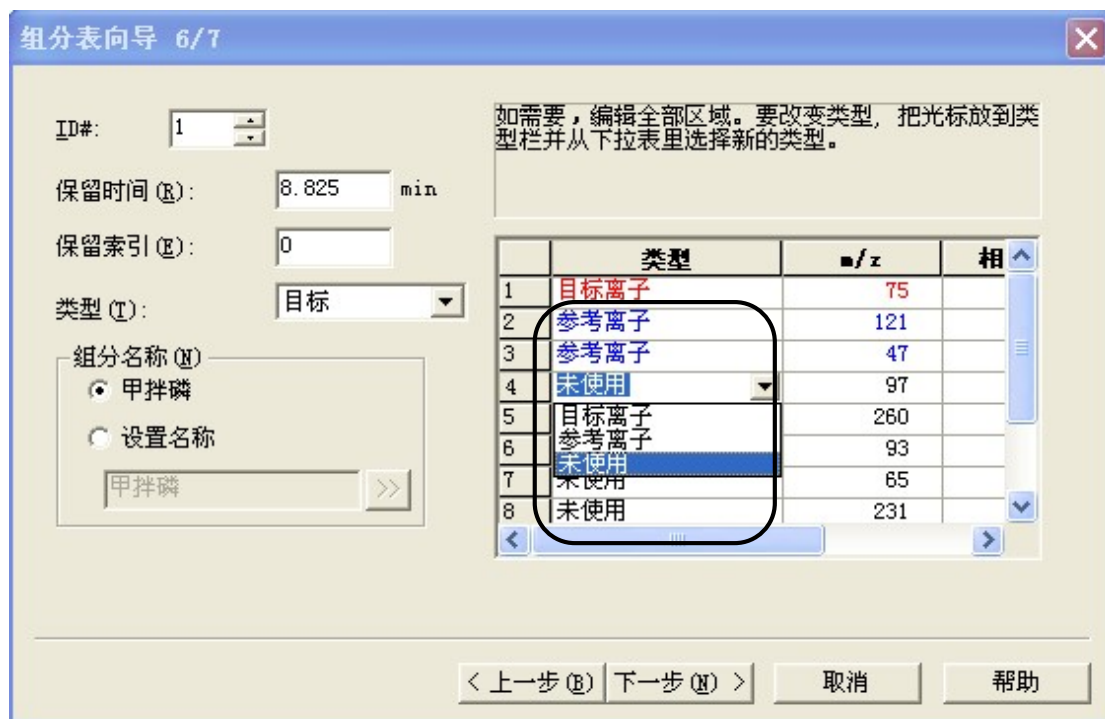 组分表向导 6/7
ID#: 1
保留时间(R): 8.825 min
保留索引(E): 0
类型(T): 目标
组分名称(N)
甲拌磷
设置名称
甲拌磷 >>
如需要，编辑全部区域。要改变类型, 把光标放到类
型栏并从下拉表里选择新的类型。
类型 m/z 相
1 目标离子 75
2 参考离子 121
3 参考离子 47
4 未使用 97
5 260
6 93
7 未使用 65
8 未使用 231
目标离子
参考离子
未使用
< 上一步(B) 下一步(N) > 取消 帮助